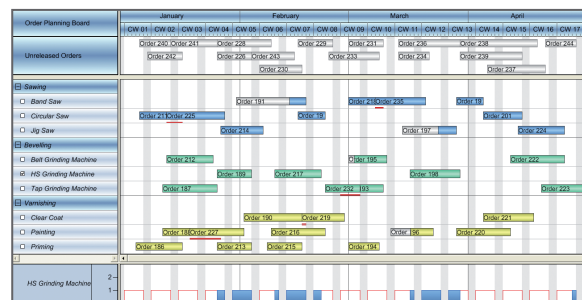 Order Planning Board
January February March April
CW 01 CW 02 CW 03 CW 04 CW 05 CW 06 CW 07 CW 08 CW 09 CW 10 CW 11 CW 12 CW 13 CW 14 CW 15 CW 16 CW 17
Unreleased Orders
Order 240 Order 241 Order 228 Order 229 Order 231 Order 236 Order 238 Order 244
Order 242 Order 226 Order 243 Order 233 Order 234 Order 239
Order 230 Order 237
Sawing
Band Saw Order 191 Order 218 Order 235 Order 19
Circular Saw Order 211 Order 225 Order 19 Order 201
Jig Saw Order 214 Order 197 Order 224
Bevelling
Belt Grinding Machine Order 212 Order 195 Order 222
HS Grinding Machine Order 189 Order 217 Order 198
Tap Grinding Machine Order 187 Order 232 193 Order 223
Varnishing
Clear Coat Order 190 Order 219 Order 221
Painting Order 188 Order 227 Order 216 Order 196 Order 220
Priming Order 186 Order 213 Order 215 Order 194
HS Grinding Machine
2
1